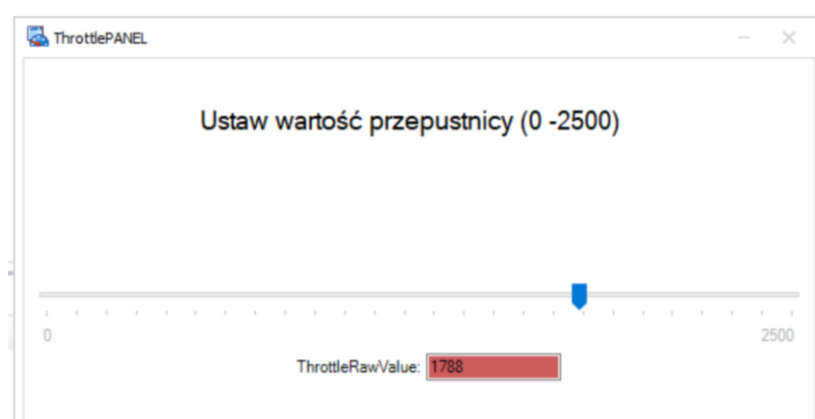 ThrottlePANEL
Ustaw wartość przepustnicy (0 -2500)
0 2500
ThrottleRawValue: 1788